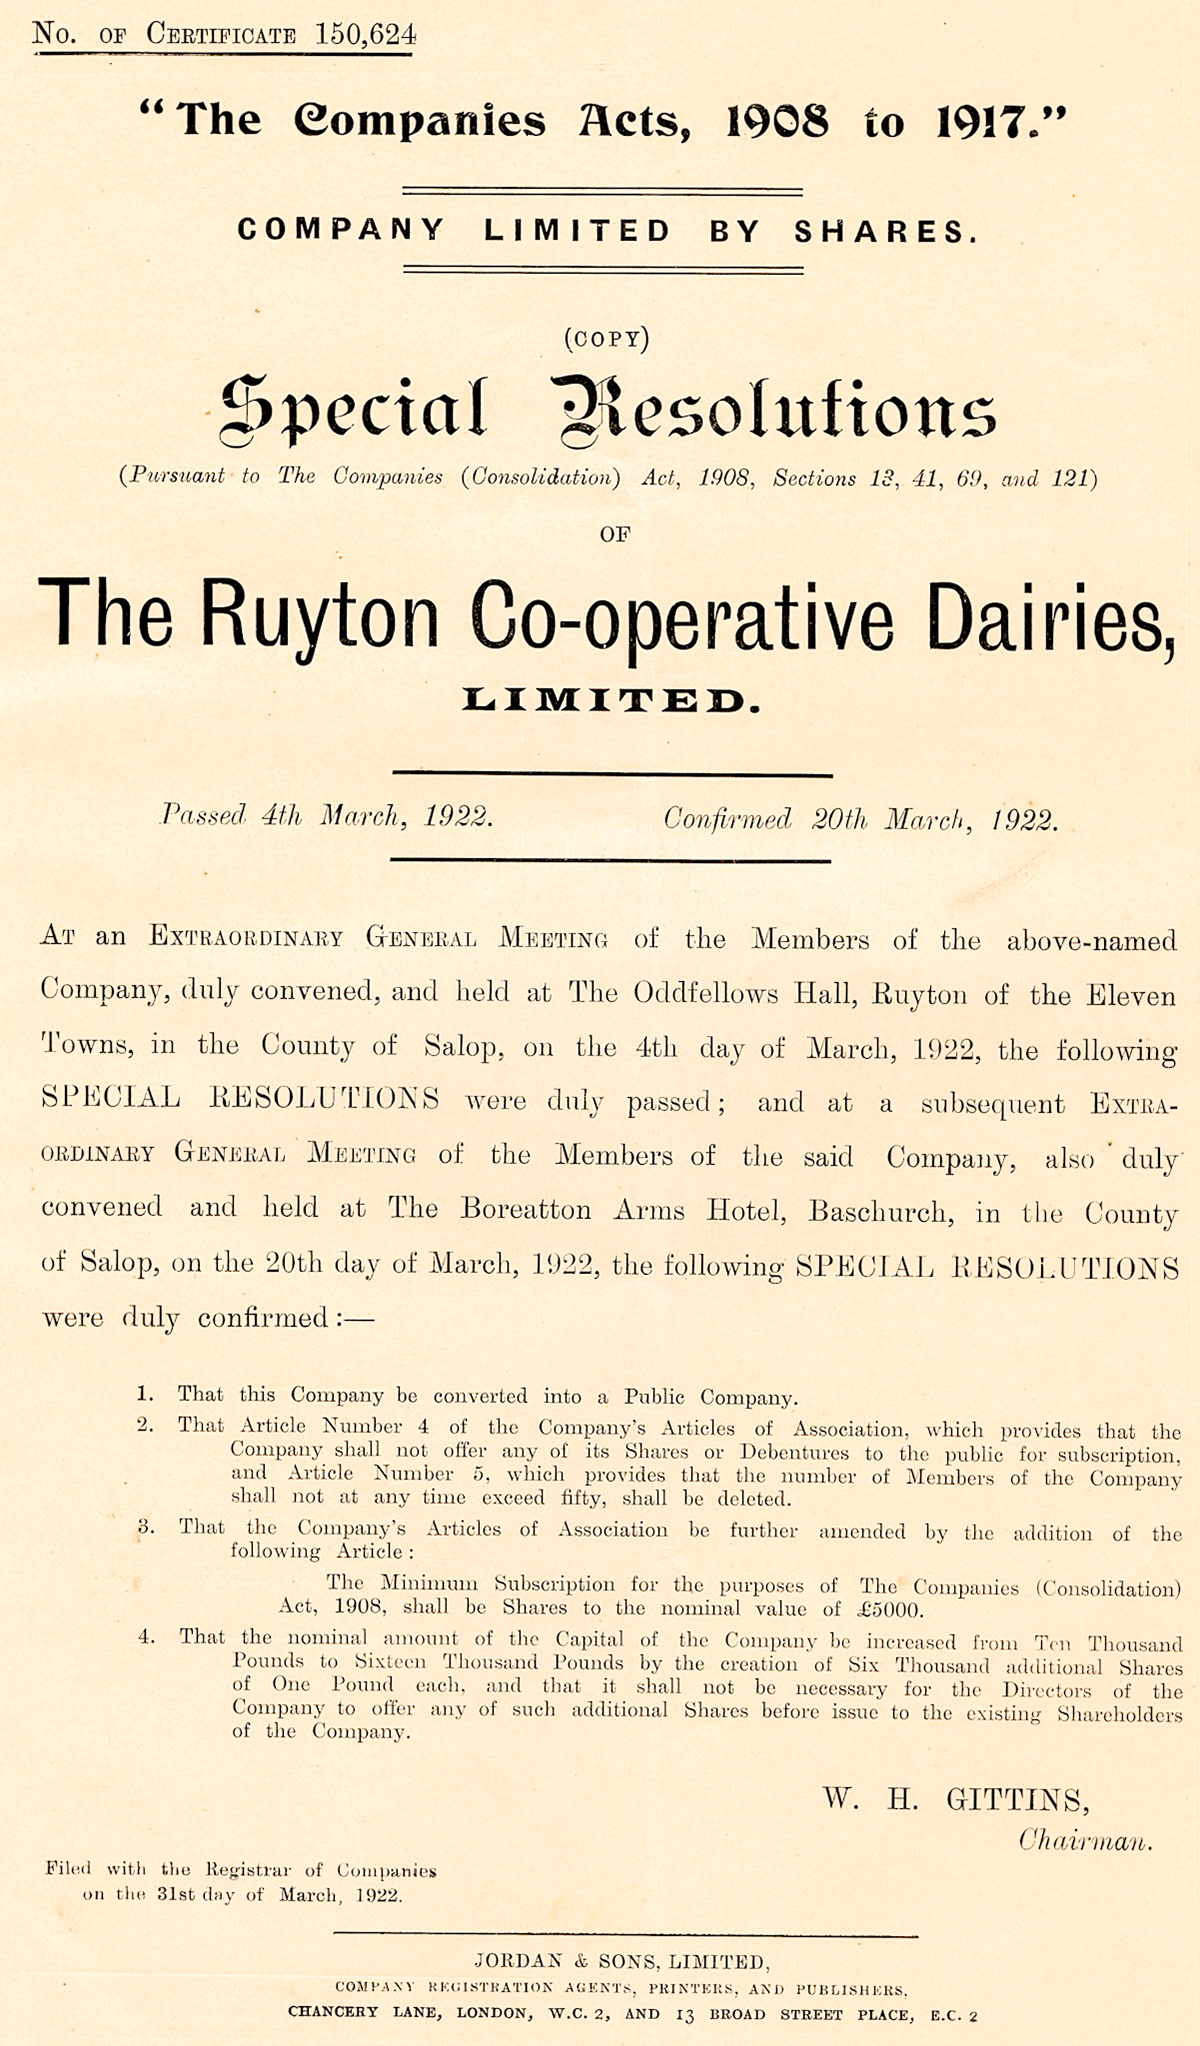 No. of Certificate 150,624
“The Companies Acts, 1908 to 1917.”
COMPANY LIMITED BY SHARES.
(COPY)
Special Resolutions
(Pursuant to The Companies (Consolidation) Act, 1908, Sections 13, 41, 69, and 121)
OF
The Ruyton Co-operative Dairies,
LIMITED.
Passed 4th March, 1922. Confirmed 20th March, 1922.
At an Extraordinary General Meeting of the Members of the above-named
Company, duly convened, and held at The Oddfellows Hall, Ruyton of the Eleven
Towns, in the County of Salop, on the 4th day of March, 1922, the following
SPECIAL RESOLUTIONS were duly passed; and at a subsequent Extra-
ordinary General Meeting of the Members of the said Company, also duly
convened and held at The Boreatton Arms Hotel, Baschurch, in the County
of Salop, on the 20th day of March, 1922, the following SPECIAL RESOLUTIONS
were duly confirmed:—
1. That this Company be converted into a Public Company.
2. That Article Number 4 of the Company's Articles of Association, which provides that the
Company shall not offer any of its Shares or Debentures to the public for subscription,
and Article Number 5, which provides that the number of Members of the Company
shall not at any time exceed fifty, shall be deleted.
3. That the Company's Articles of Association be further amended by the addition of the
following Article:
The Minimum Subscription for the purposes of The Companies (Consolidation)
Act, 1908, shall be Shares to the nominal value of £5000.
4. That the nominal amount of the Capital of the Company be increased from Ten Thousand
Pounds to Sixteen Thousand Pounds by the creation of Six Thousand additional Shares
of One Pound each, and that it shall not be necessary for the Directors of the
Company to offer any of such additional Shares before issue to the existing Shareholders
of the Company.
W. H. GITTINS,
Chairman.
Filed with the Registrar of Companies
on the 31st day of March, 1922.
JORDAN & SONS, LIMITED,
COMPANY REGISTRATION AGENTS, PRINTERS, AND PUBLISHERS,
CHANCERY LANE, LONDON, W.C. 2, AND 13 BROAD STREET PLACE, E.C. 2